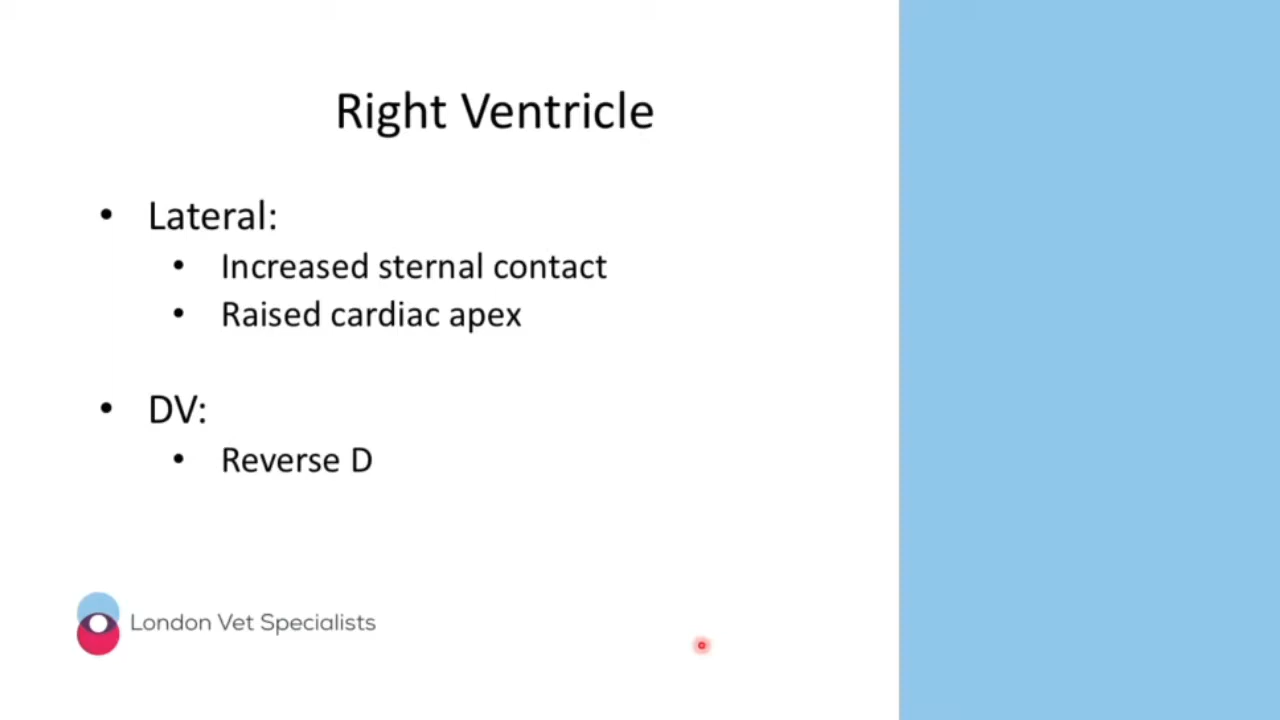 Right Ventricle
• Lateral:
• Increased sternal contact
• Raised cardiac apex
• DV:
• Reverse D
London Vet Specialists